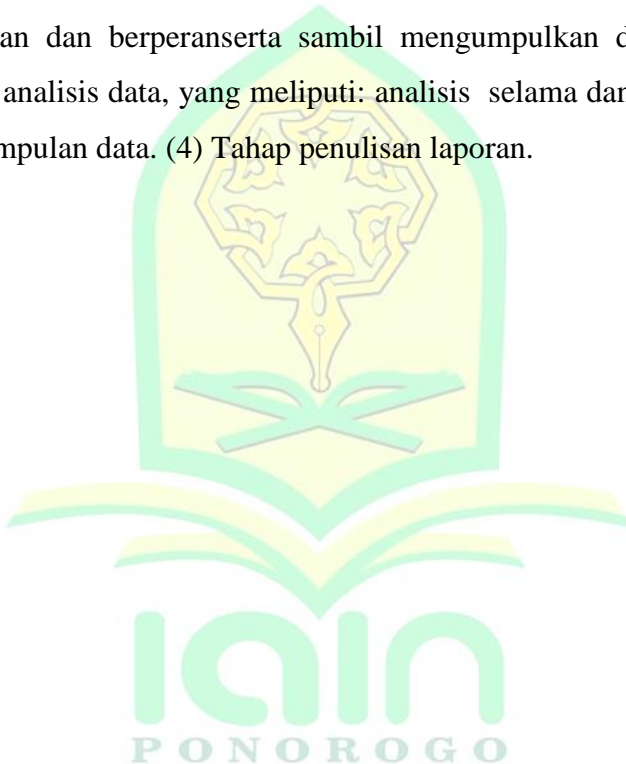 an dan berperanserta sambil mengumpulkan d
analisis data, yang meliputi: analisis selama dan
mpulan data. (4) Tahap penulisan laporan.
iain
PONOROGO